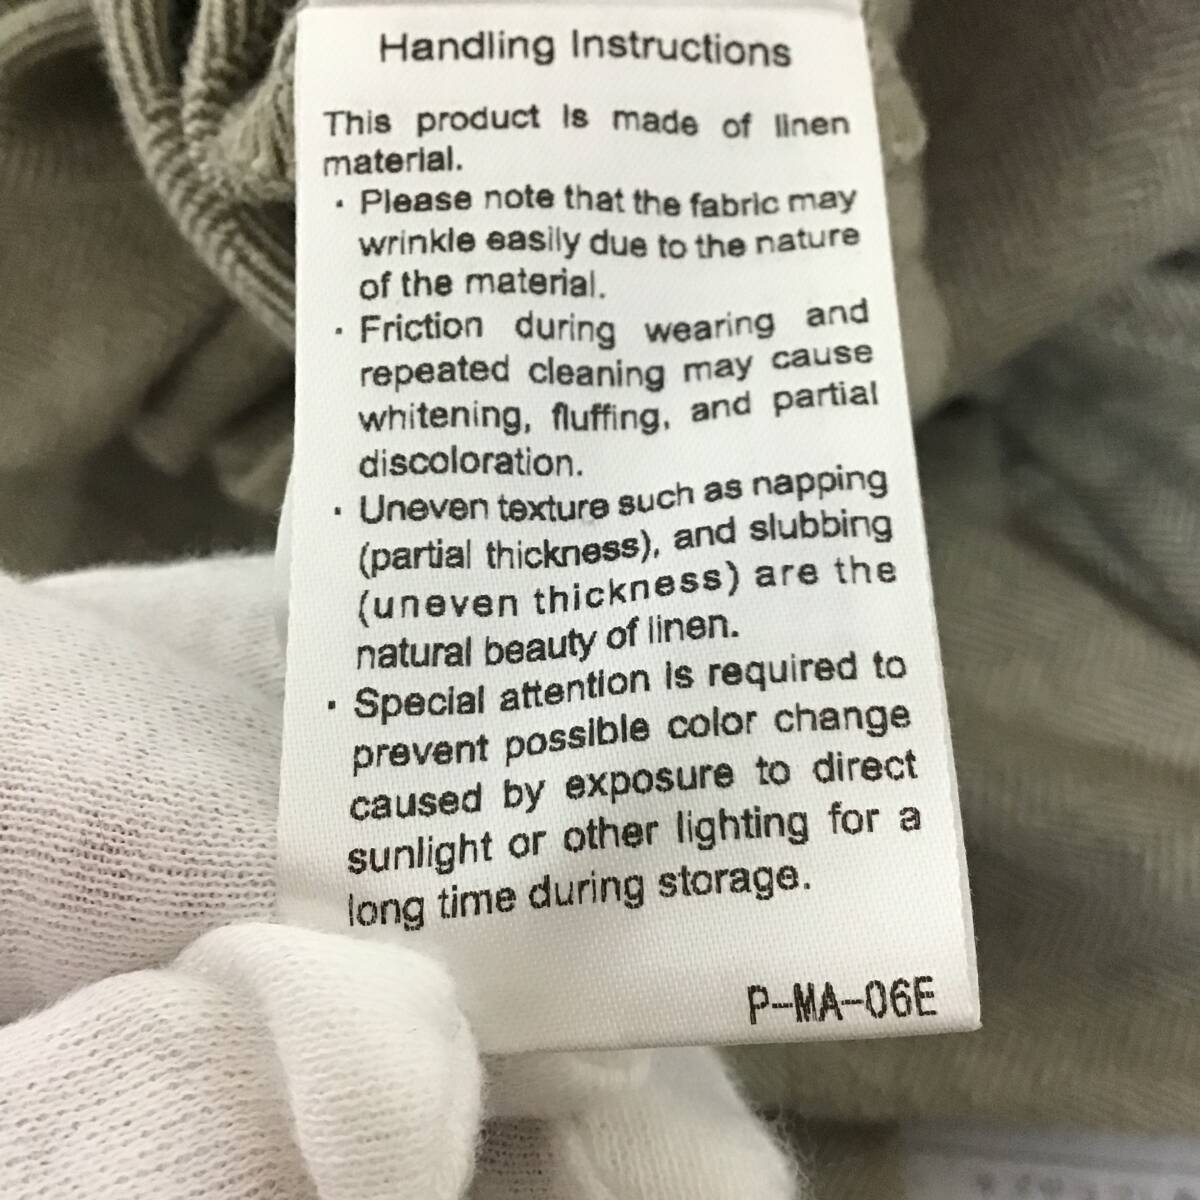 Handling Instructions
This product is made of linen
material.
· Please note that the fabric may
wrinkle easily due to the nature
of the material.
· Friction during wearing and
repeated cleaning may cause
whitening, fluffing, and partial
discoloration.
· Uneven texture such as napping
(partial thickness), and slubbing
(uneven thickness) are the
natural beauty of linen.
· Special attention is required to
prevent possible color change
caused by exposure to direct
sunlight or other lighting for a
long time during storage.
P-MA-06E